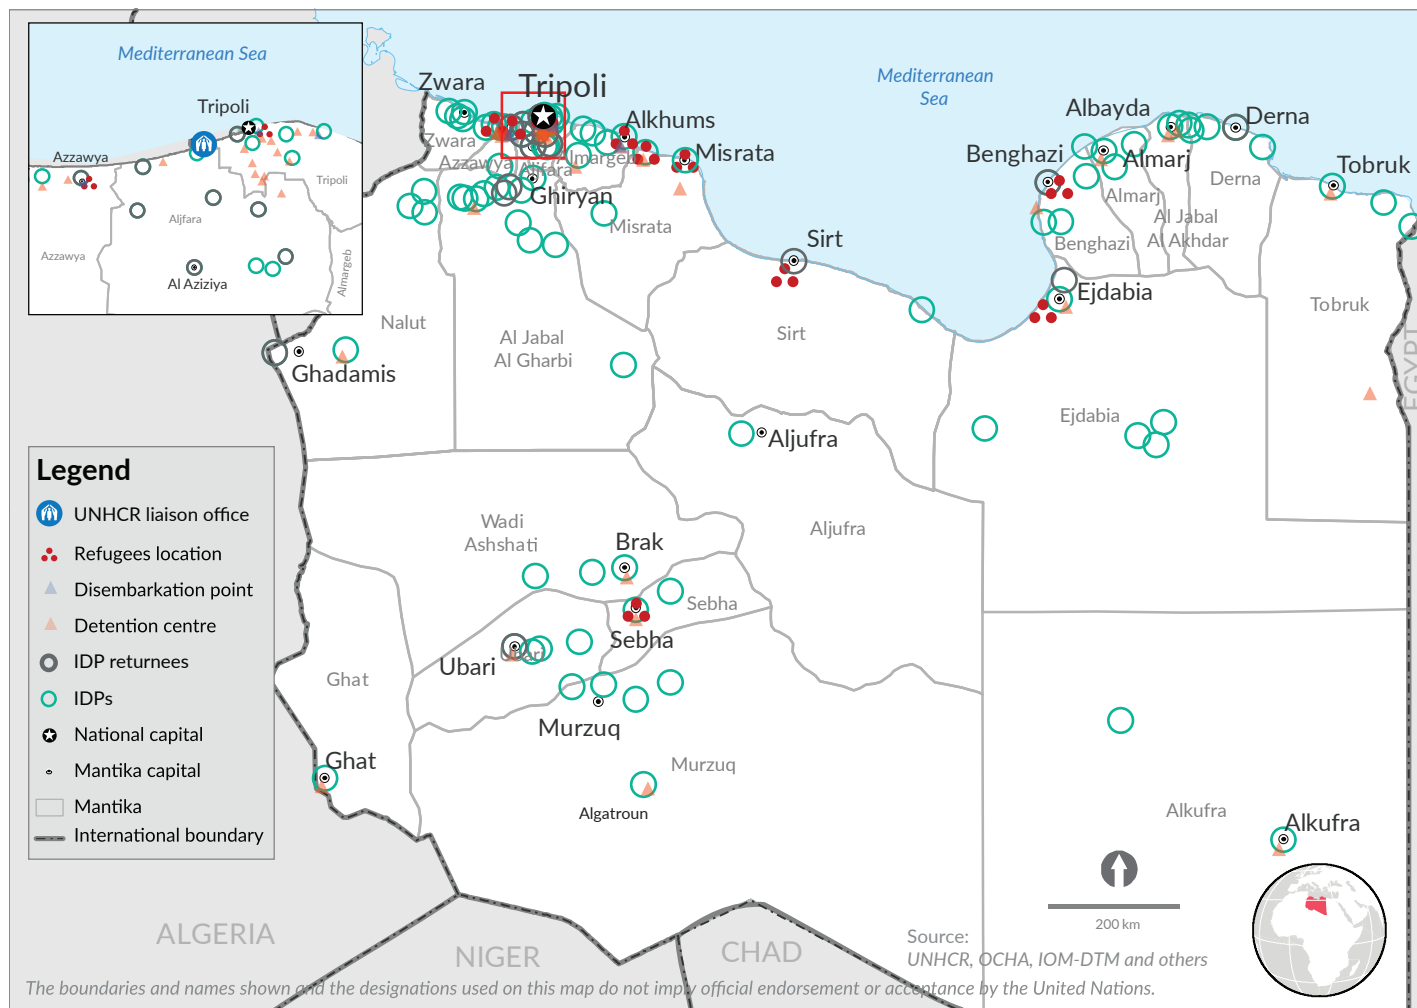 Mediterranean Sea
Tripoli
Azzawya
Tripoli
Aljfara
Azzawya
Almargeb
Al Aziziya
Mediterranean
Sea
Zwara
Tripoli
Alkhums
Misrata
Zwara
Azzawya
Almargeb
Aljfara
Ghiryan
Misrata
Albayda
Derna
Benghazi
Almarj
Tobruk
Derna
Almarj
Al Jabal
Al Akhdar
Benghazi
Sirt
Ejdabia
Nalut
Al Jabal
Al Gharbi
Sirt
Tobruk
EGYPT
Ghadamis
Ejdabia
Aljufra
Legend
UNHCR liaison office
Refugees location
Disembarkation point
Detention centre
IDP returnees
IDPs
National capital
Mantika capital
Mantika
International boundary
Wadi
Ashshati
Aljufra
Brak
Sebha
Sebha
Ubari
Ubari
Ghat
Murzuq
Ghat
Murzuq
Algatroun
Alkufra
Alkufra
200 km
ALGERIA
NIGER
CHAD
Source:
UNHCR, OCHA, IOM-DTM and others
The boundaries and names shown and the designations used on this map do not imply official endorsement or acceptance by the United Nations.